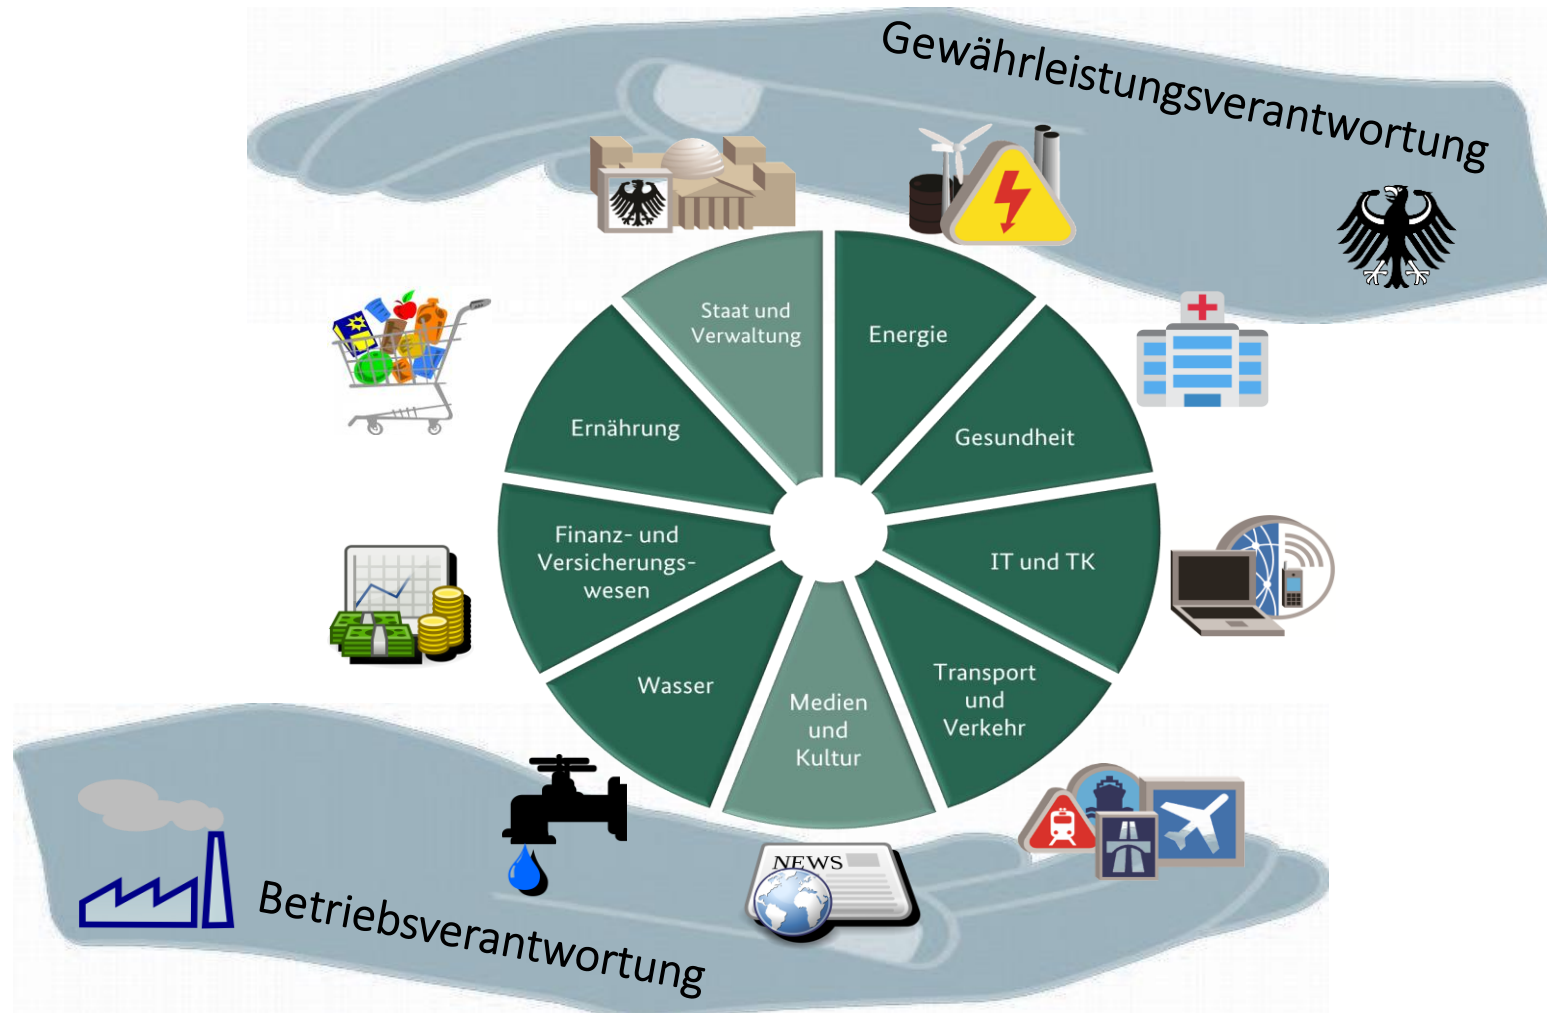 Gewährleistungsverantwortung
Staat und
Verwaltung
Energie
Gesundheit
IT und TK
Transport
und
Verkehr
Medien
und
Kultur
Wasser
Finanz- und
Versicherungs-
wesen
Ernährung
NEWS
Betriebsverantwortung